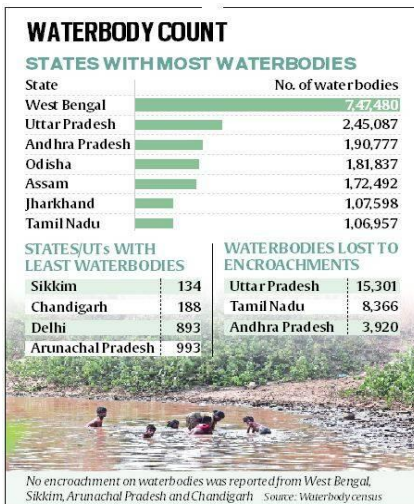 WATERBODY COUNT
STATES WITH MOST WATERBODIES
State No. of waterbodies
West Bengal 7,47,480
Uttar Pradesh 2,45,087
Andhra Pradesh 1,90,777
Odisha 1,81,837
Assam 1,72,492
Jharkhand 1,07,598
Tamil Nadu 1,06,957
STATES/UTs WITH
LEAST WATERBODIES
Sikkim 134
Chandigarh 188
Delhi 893
Arunachal Pradesh 993
WATERBODIES LOST TO
ENCROACHMENTS
Uttar Pradesh 15,301
Tamil Nadu 8,366
Andhra Pradesh 3,920
No encroachment on waterbodies was reported from West Bengal,
Sikkim, Arunachal Pradesh and Chandigarh Source: Waterbody census